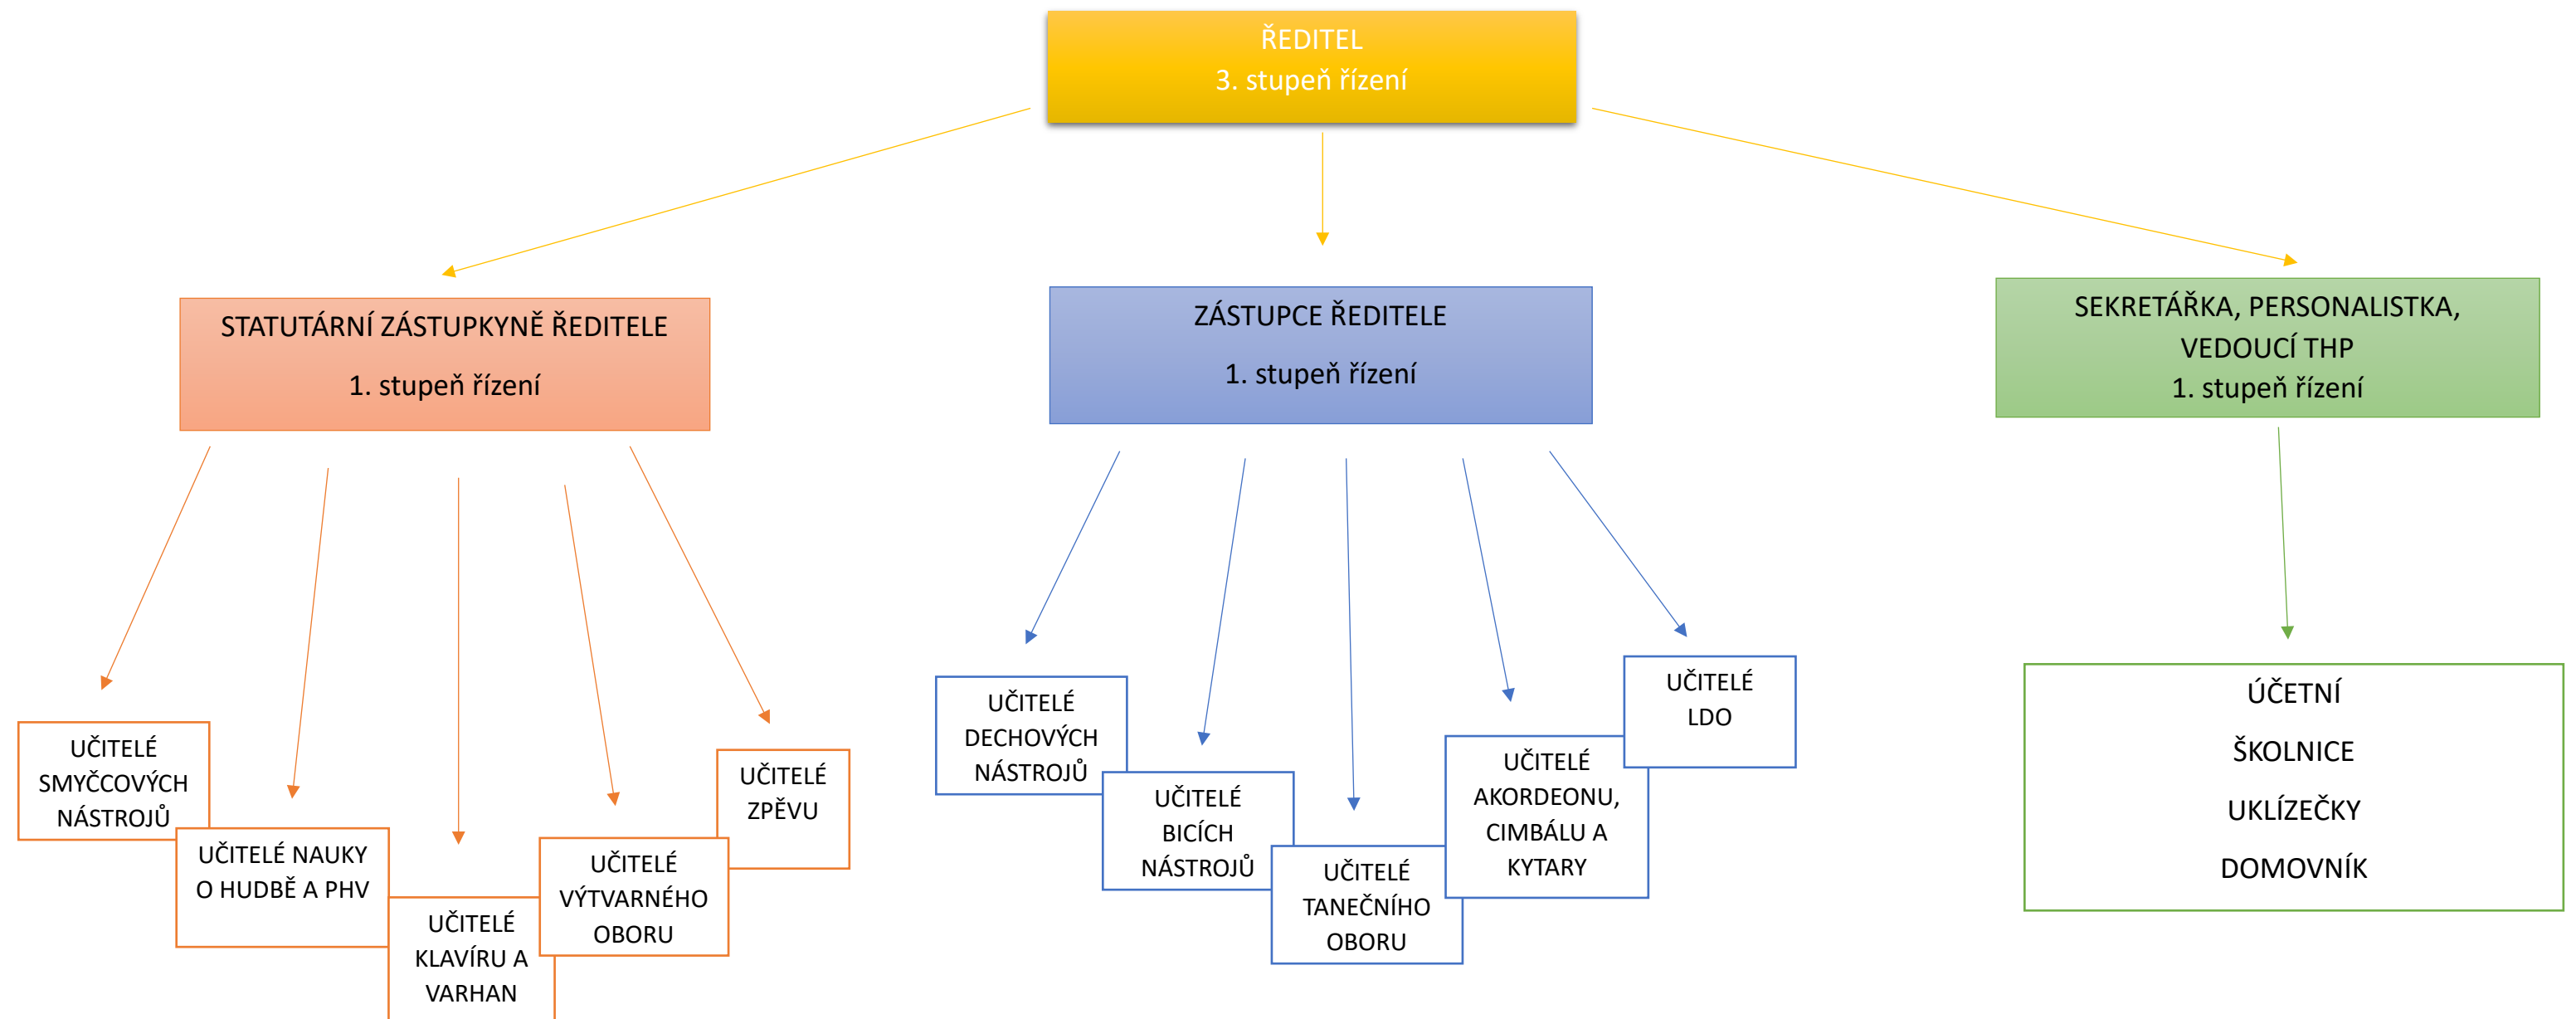 ŘEDITEL
3. stupeň řízení
STATUTÁRNÍ ZÁSTUPKYNĚ ŘEDITELE
1. stupeň řízení
ZÁSTUPCE ŘEDITELE
1. stupeň řízení
SEKRETÁŘKA, PERSONALISTKA,
VEDOUCÍ THP
1. stupeň řízení
UČITELÉ
SMYČCOVÝCH
NÁSTROJŮ
UČITELÉ NAUKY
O HUDBĚ A PHV
UČITELÉ
KLAVÍRU A
VARHAN
UČITELÉ
VÝTVARNÉHO
OBORU
UČITELÉ
ZPĚVU
UČITELÉ
DECHOVÝCH
NÁSTROJŮ
UČITELÉ
BICÍCH
NÁSTROJŮ
UČITELÉ
TANEČNÍHO
OBORU
UČITELÉ
AKORDEONU,
CIMBÁLU A
KYTARY
UČITELÉ
LDO
ÚČETNÍ
ŠKOLNICE
UKLÍZEČKY
DOMOVNÍK